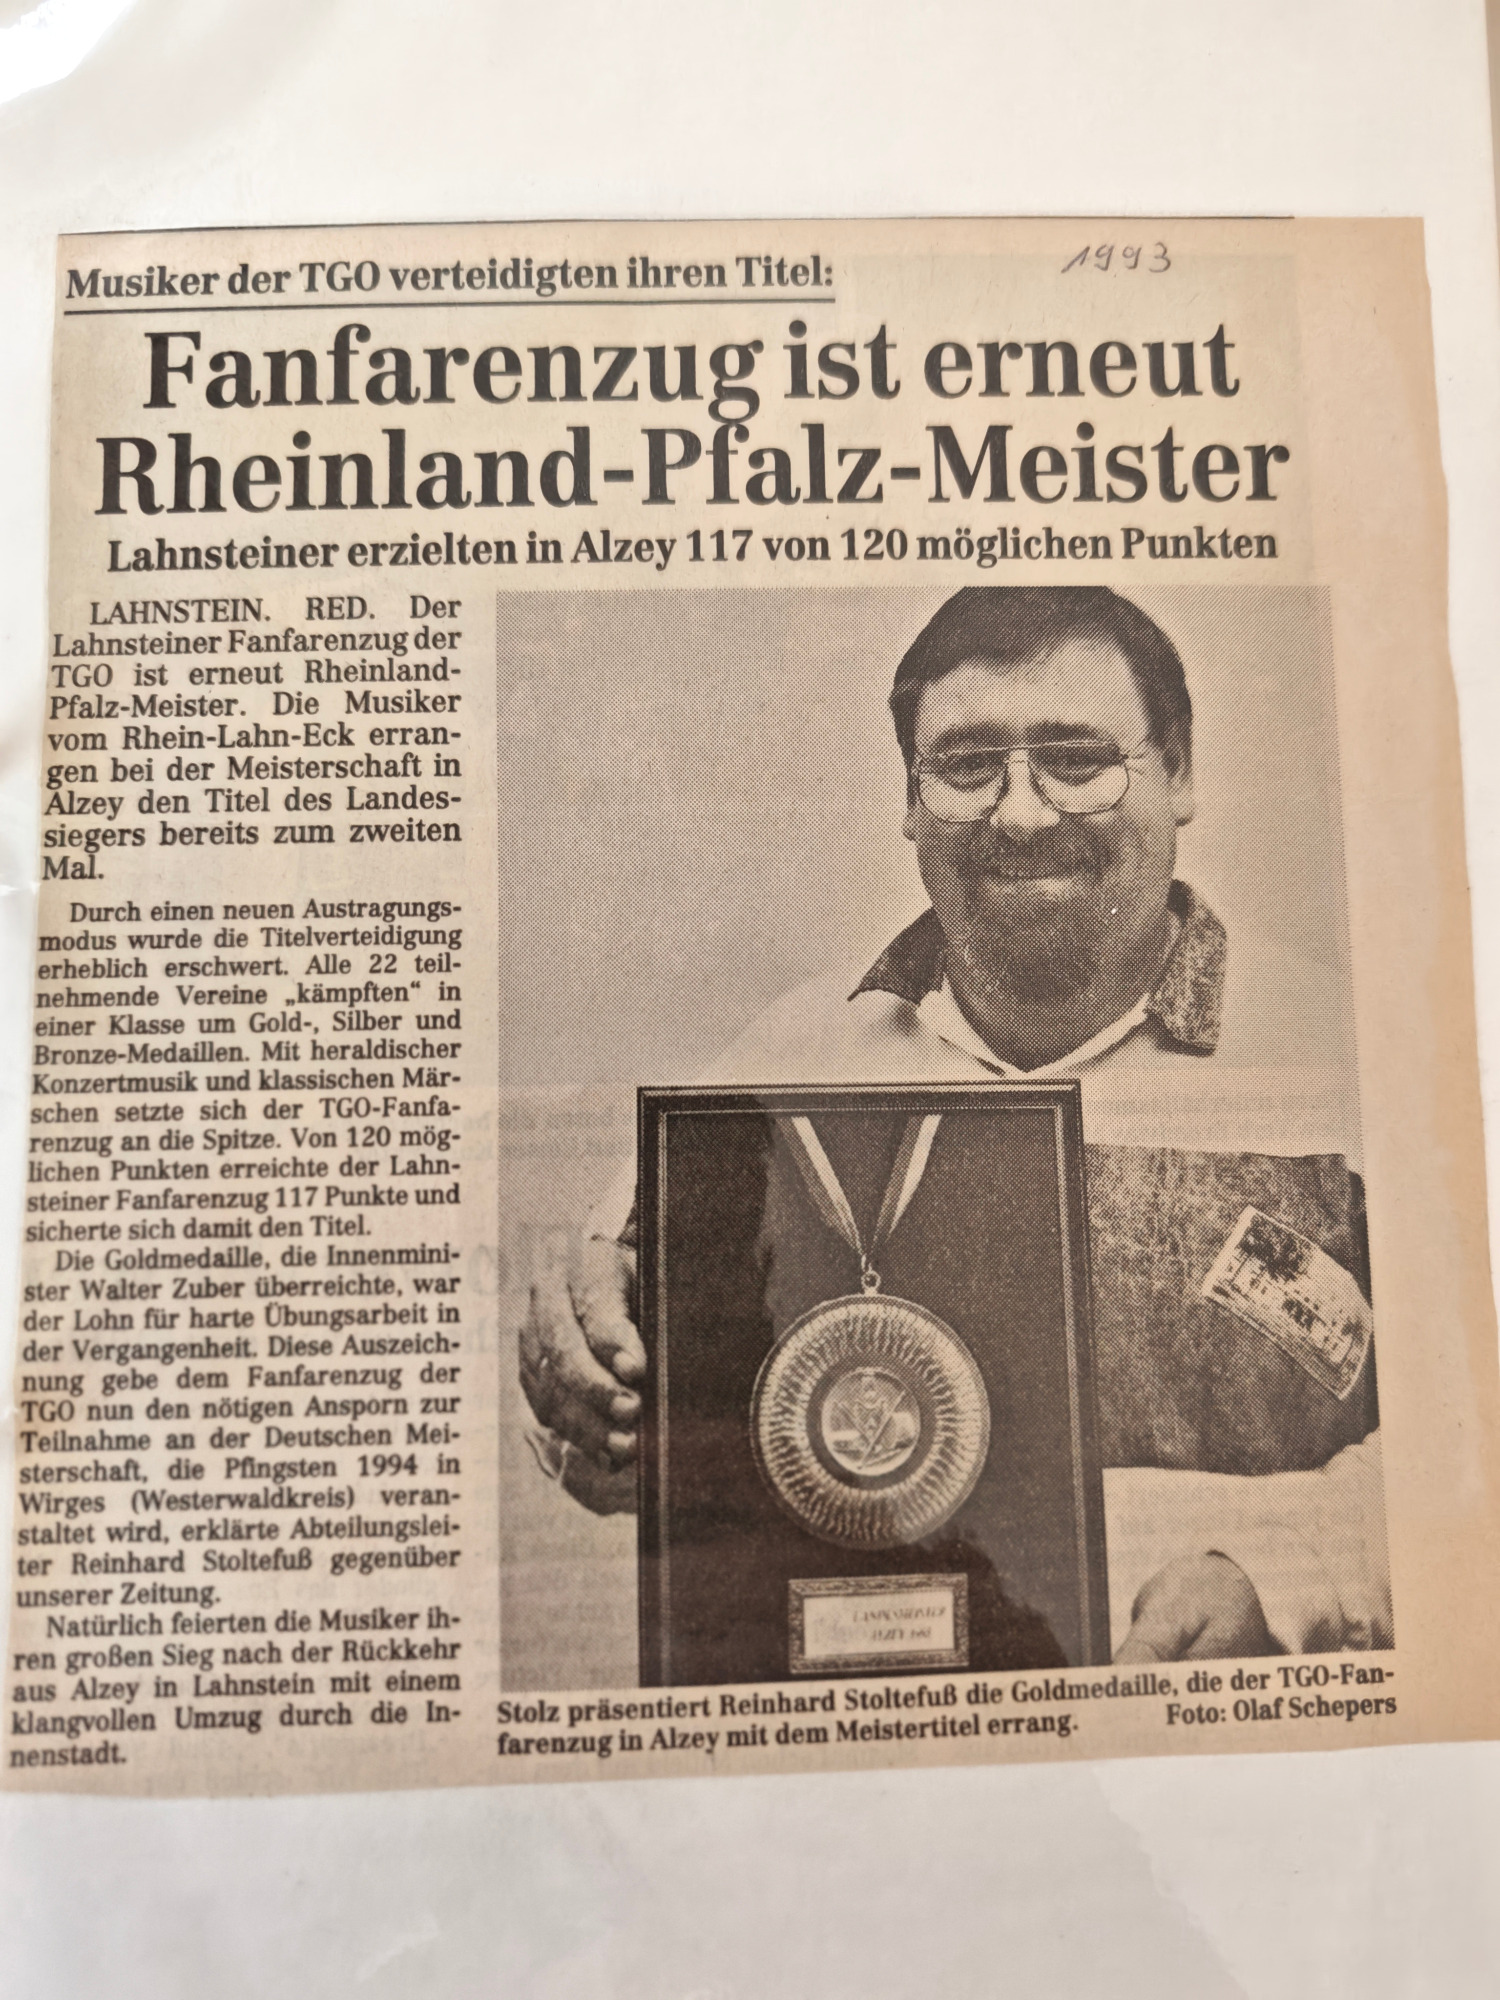 1993
Musiker der TGO verteidigten ihren Titel:
Fanfarenzug ist erneut
Rheinland-Pfalz-Meister
Lahnsteiner erzielten in Alzey 117 von 120 möglichen Punkten
LAHNSTEIN. RED. Der
Lahnsteiner Fanfarenzug der
TGO ist erneut Rheinland-
Pfalz-Meister. Die Musiker
vom Rhein-Lahn-Eck erran-
gen bei der Meisterschaft in
Alzey den Titel des Landes-
siegers bereits zum zweiten
Mal.
Durch einen neuen Austragungs-
modus wurde die Titelverteidigung
erheblich erschwert. Alle 22 teil-
nehmende Vereine „kämpften“ in
einer Klasse um Gold-, Silber und
Bronze-Medaillen. Mit heraldischer
Konzertmusik und klassischen Mär-
schen setzte sich der TGO-Fanfa-
renzug an die Spitze. Von 120 mög-
lichen Punkten erreichte der Lahn-
steiner Fanfarenzug 117 Punkte und
sicherte sich damit den Titel.
Die Goldmedaille, die Innenmini-
ster Walter Zuber überreichte, war
der Lohn für harte Übungsarbeit in
der Vergangenheit. Diese Auszeich-
nung gebe dem Fanfarenzug der
TGO nun den nötigen Ansporn zur
Teilnahme an der Deutschen Mei-
sterschaft, die Pfingsten 1994 in
Wirges (Westerwaldkreis) veran-
staltet wird, erklärte Abteilungslei-
ter Reinhard Stoltefuß gegenüber
unserer Zeitung.
Natürlich feierten die Musiker ih-
ren großen Sieg nach der Rückkehr
aus Alzey in Lahnstein mit einem
klangvollen Umzug durch die In-
nenstadt.
LANDESMEISTER
ALZEY
Stolz präsentiert Reinhard Stoltefuß die Goldmedaille, die der TGO-Fan-
farenzug in Alzey mit dem Meistertitel errang.
Foto: Olaf Schepers